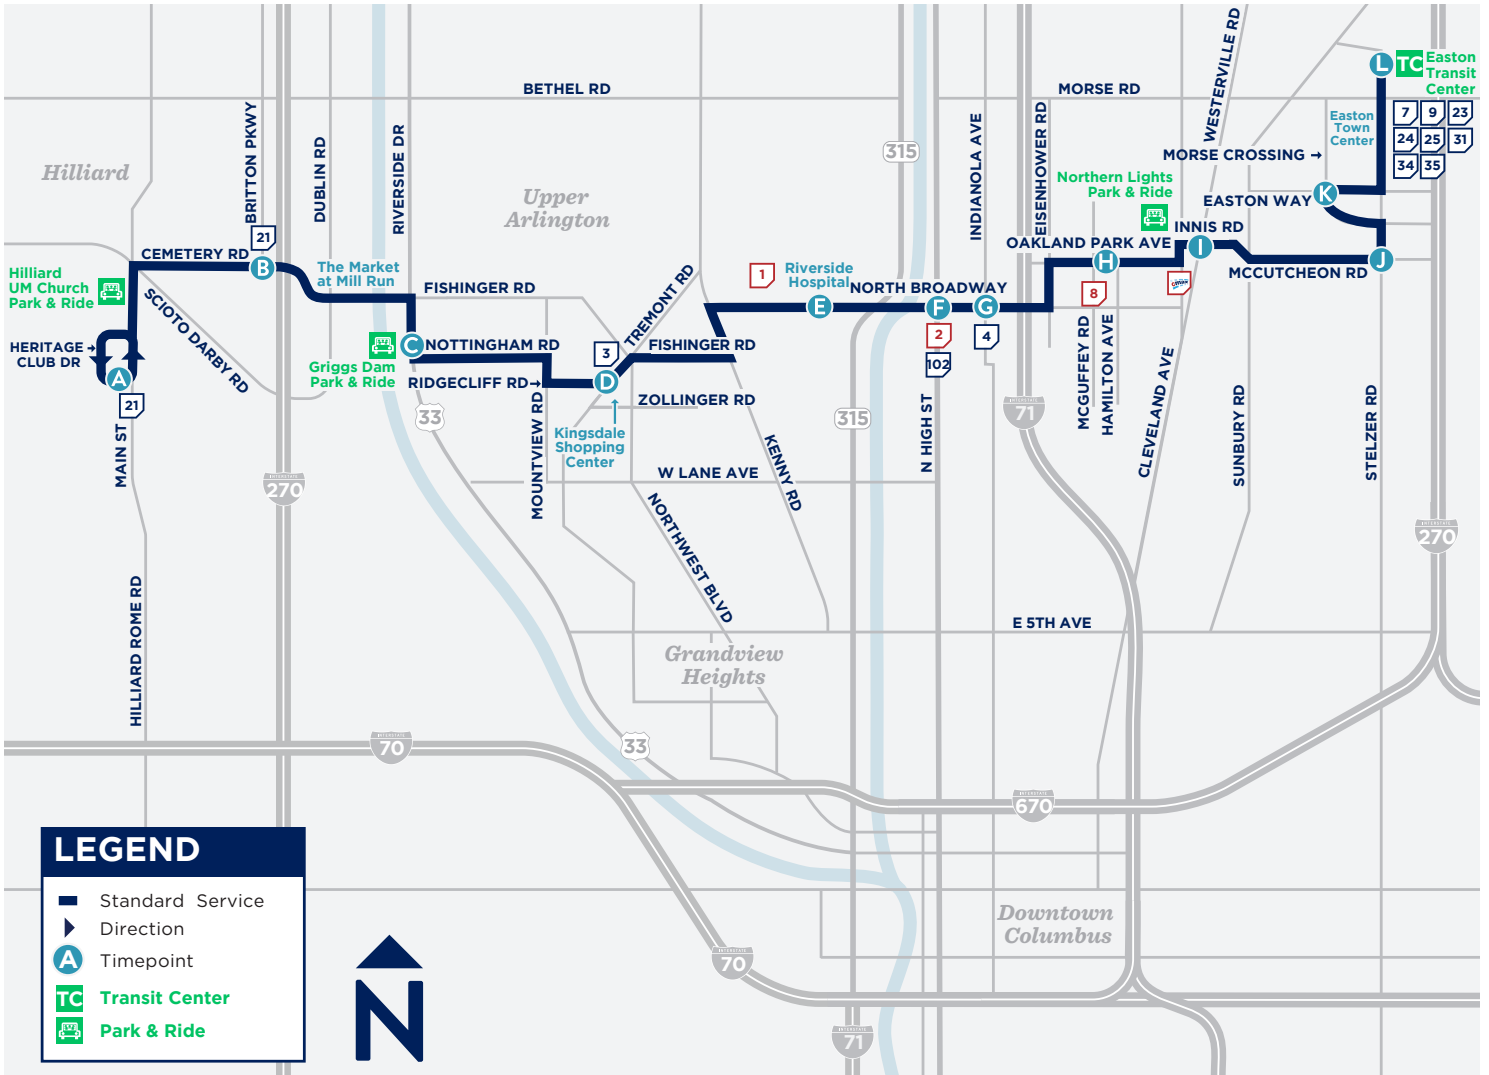 BETHEL RD
MORSE RD
WESTERVILLE RD
L
TC
Easton
Transit
Center
7
9
23
24
25
31
34
35
Easton
Town
Center
MORSE CROSSING
BRITTON PKWY
DUBLIN RD
RIVERSIDE DR
315
INDIANOLA AVE
EISENHOWER RD
Hilliard
Upper
Arlington
Northern Lights
Park & Ride
K
EASTON WAY
21
CEMETERY RD
B
The Market
at Mill Run
INNIS RD
OAKLAND PARK AVE
I
H
J
MCCUTCHEON RD
Hilliard
UM Church
Park & Ride
SCIOTO DARBY RD
FISHINGER RD
TREMONT RD
1
Riverside
Hospital
E
NORTH BROADWAY
F
G
8
2
4
102
HERITAGE
CLUB DR
A
21
C
NOTTINGHAM RD
3
FISHINGER RD
Griggs Dam
Park & Ride
RIDGECLIFF RD
D
ZOLLINGER RD
33
315
71
MCGUFFEY RD
HAMILTON AVE
CLEVELAND AVE
SUNBURY RD
STELZER RD
MAIN ST
MOUNTVIEW RD
Kingsdale
Shopping
Center
N HIGH ST
W LANE AVE
KENNY RD
270
NORTHWEST BLVD
270
HILLIARD ROME RD
E 5TH AVE
Grandview
Heights
70
33
670
LEGEND
Standard Service
Direction
A
Timepoint
TC
Transit Center
Park & Ride
N
Downtown
Columbus
70
71